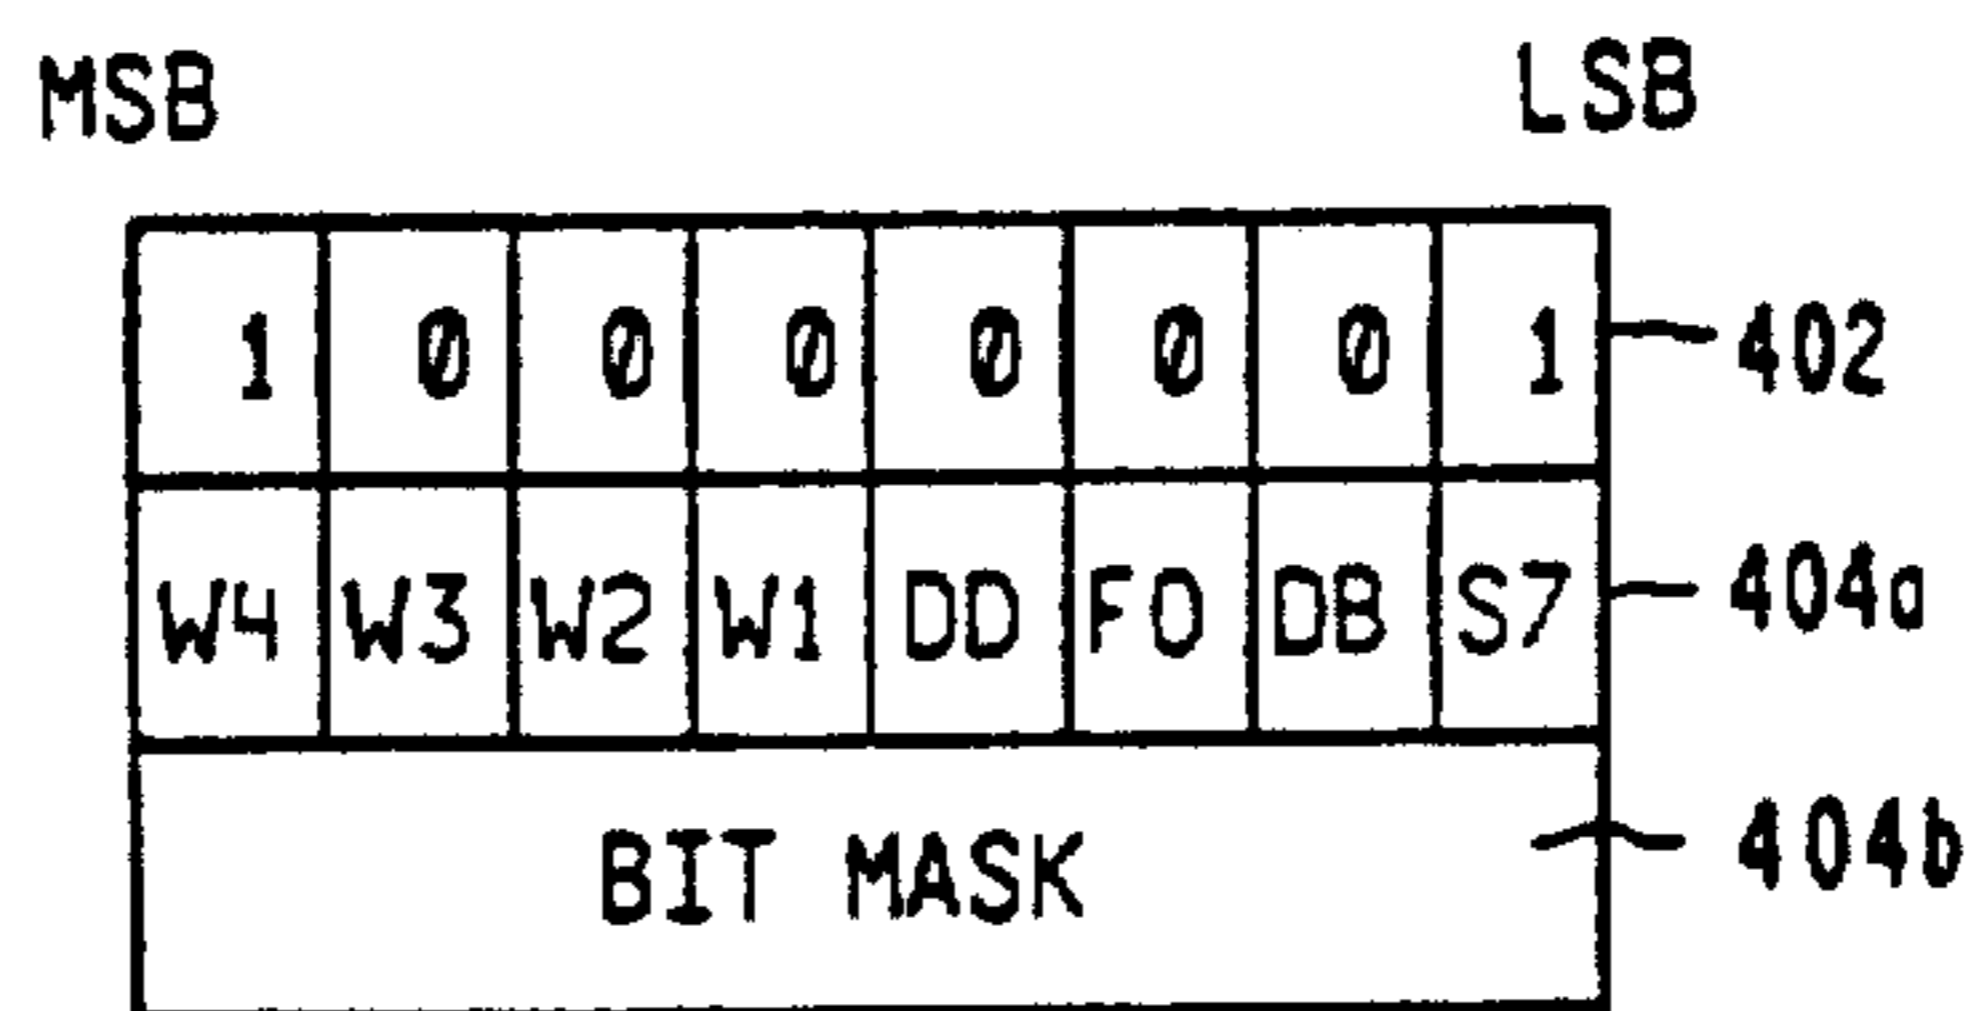 MSB LSB
1 0 0 0 0 0 0 1 402
W4 W3 W2 W1 DD FO DB S7 404a
BIT MASK 404b